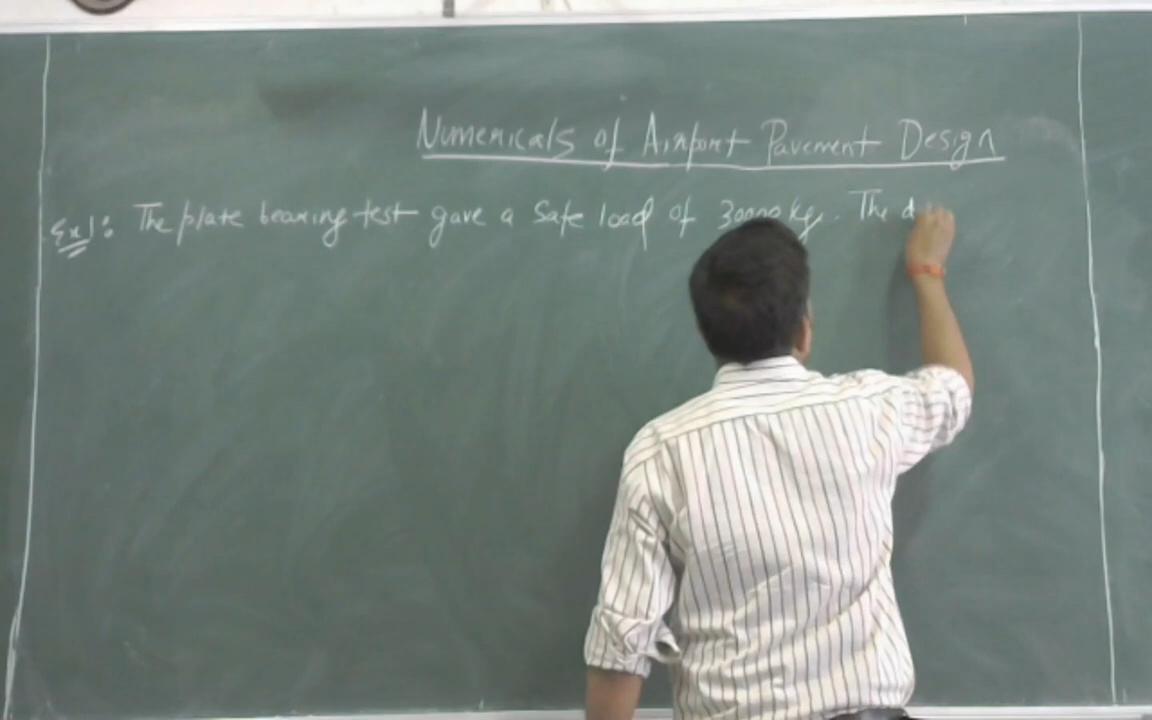 Numericals of Airport Pavement Design
Ex1: The plate bearing test gave a Safe load of 30000 kg. The